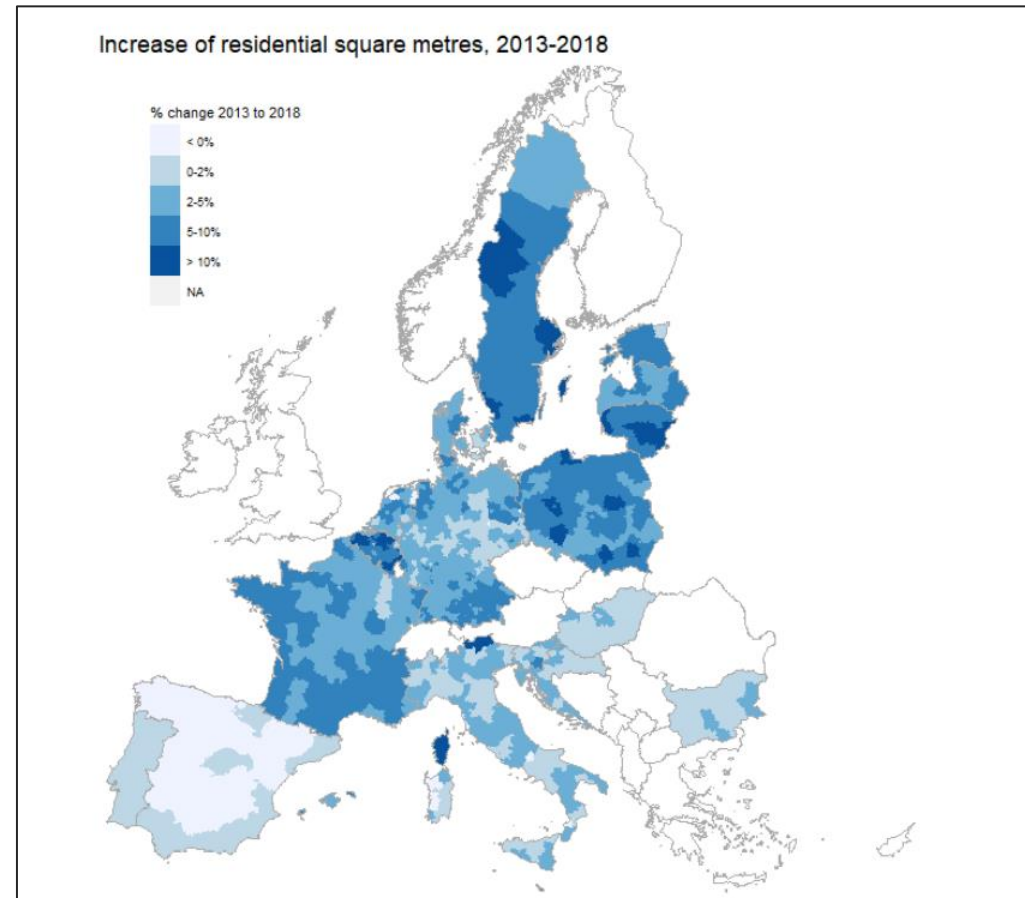 Increase of residential square metres, 2013-2018
% change 2013 to 2018
< 0%
0-2%
2-5%
5-10%
> 10%
NA